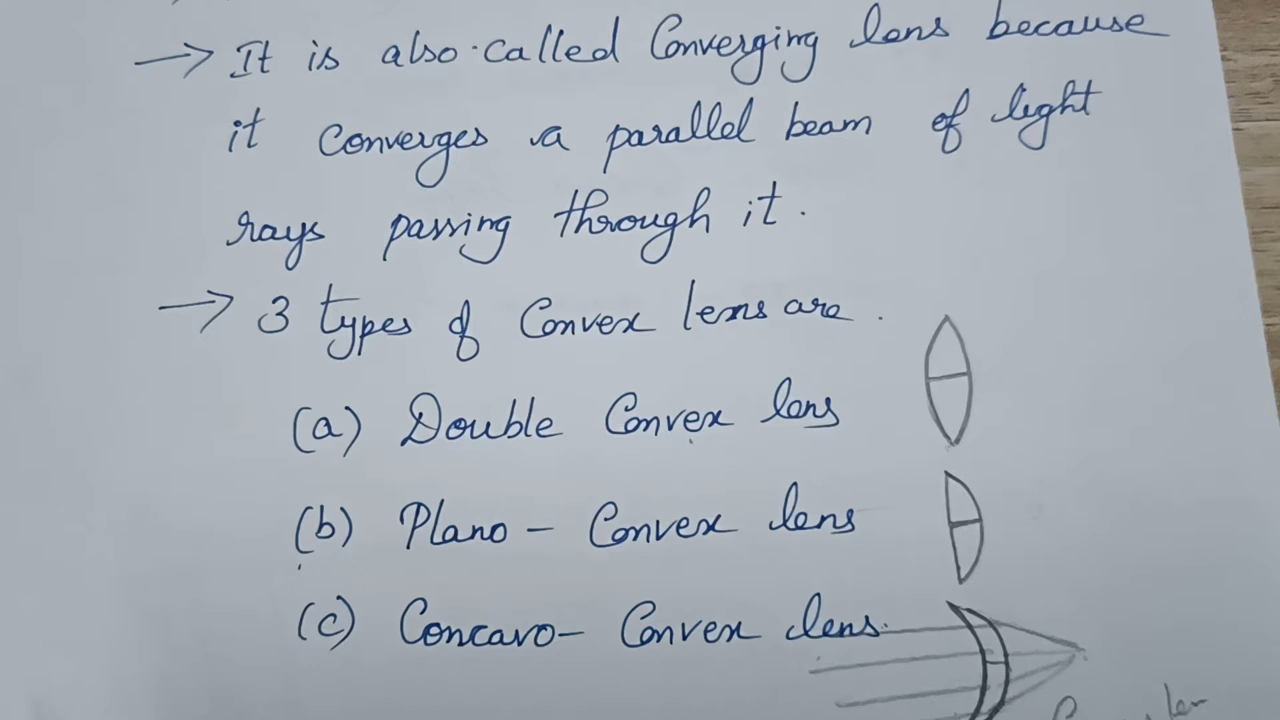 → It is also called Converging lens because
it converges a parallel beam of light
rays passing through it.
→ 3 types of Convex lens are.
(a) Double Convex lens
(b) Plano - Convex lens
(c) Concavo- Convex lens.